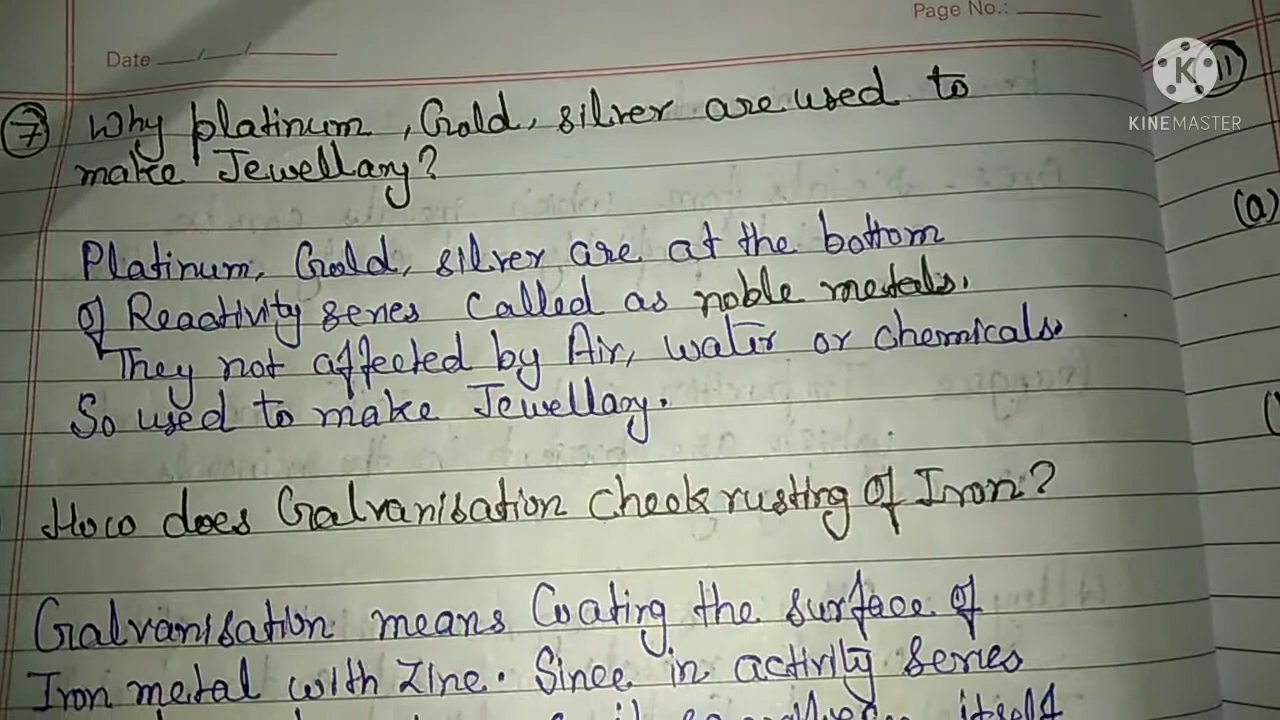 Page No.:
Date
K
KINEMASTER
11
7 Why platinum, Gold, silver are used to
make Jewellary?
Platinum, Gold, silver are at the bottom
of Reactivity series called as noble metals.
They not affected by Air, water or chemicals.
So used to make Jewellary.
(a)
How does Galvanisation check rusting of Iron?
Galvanisation means Coating the surface of
Iron metal with Zinc. Since in activity series
itself